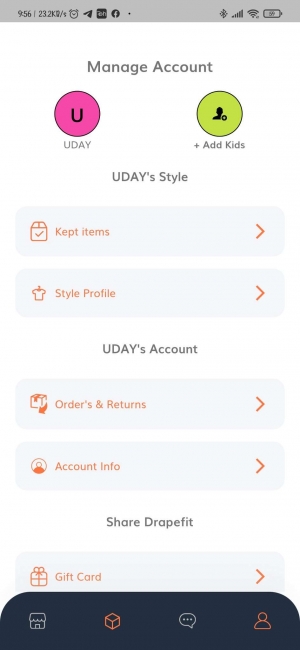 9:56 | 23.2KB/s
59
Manage Account
U
UDAY
+ Add Kids
UDAY's Style
Kept items
Style Profile
UDAY's Account
Order's & Returns
Account Info
Share Drapefit
Gift Card